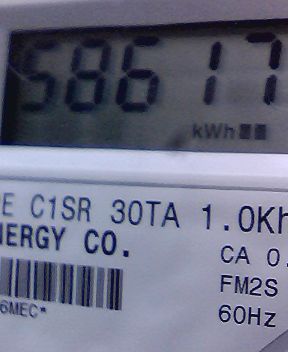 58617
kWh
E C1SR 30TA 1.0Kh
NERGY CO.
CA 0.
FM2S
60Hz
6MEC*